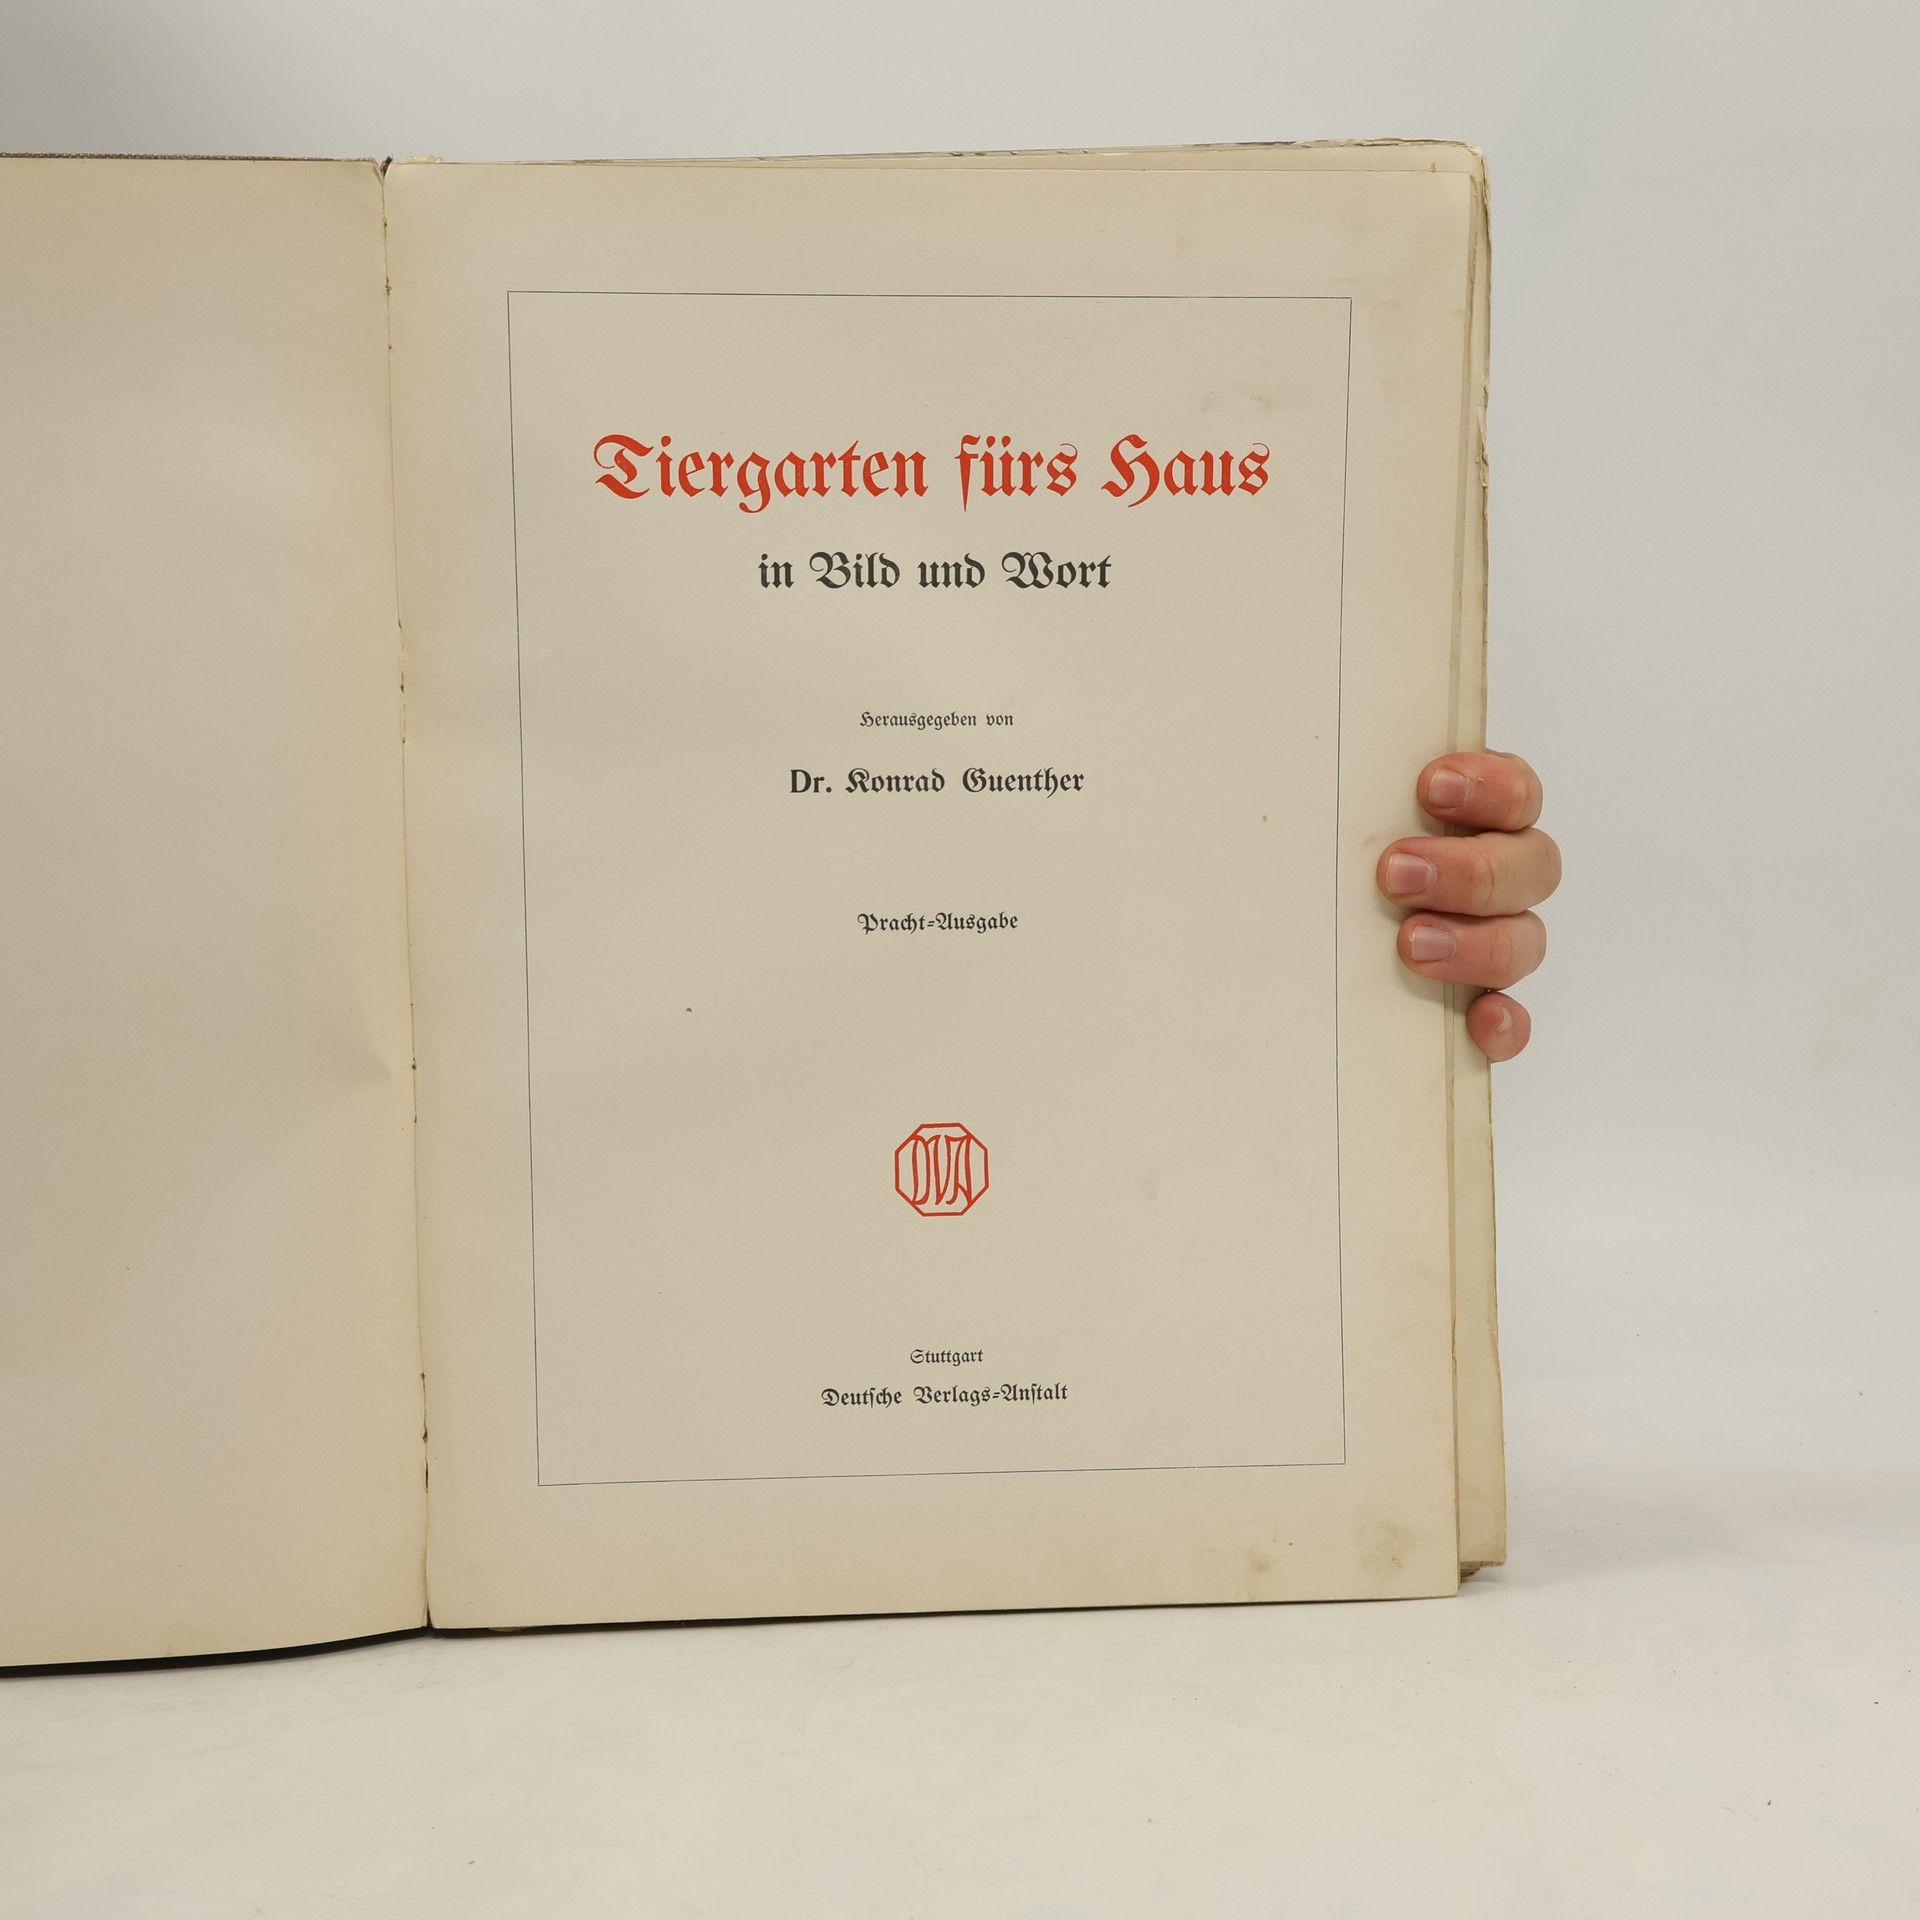 Tiergarten fürs Haus
in Bild und Wort
Herausgegeben von
Dr. Konrad Guenther
Pracht-Ausgabe
DVA
Stuttgart
Deutsche Verlags-Anstalt